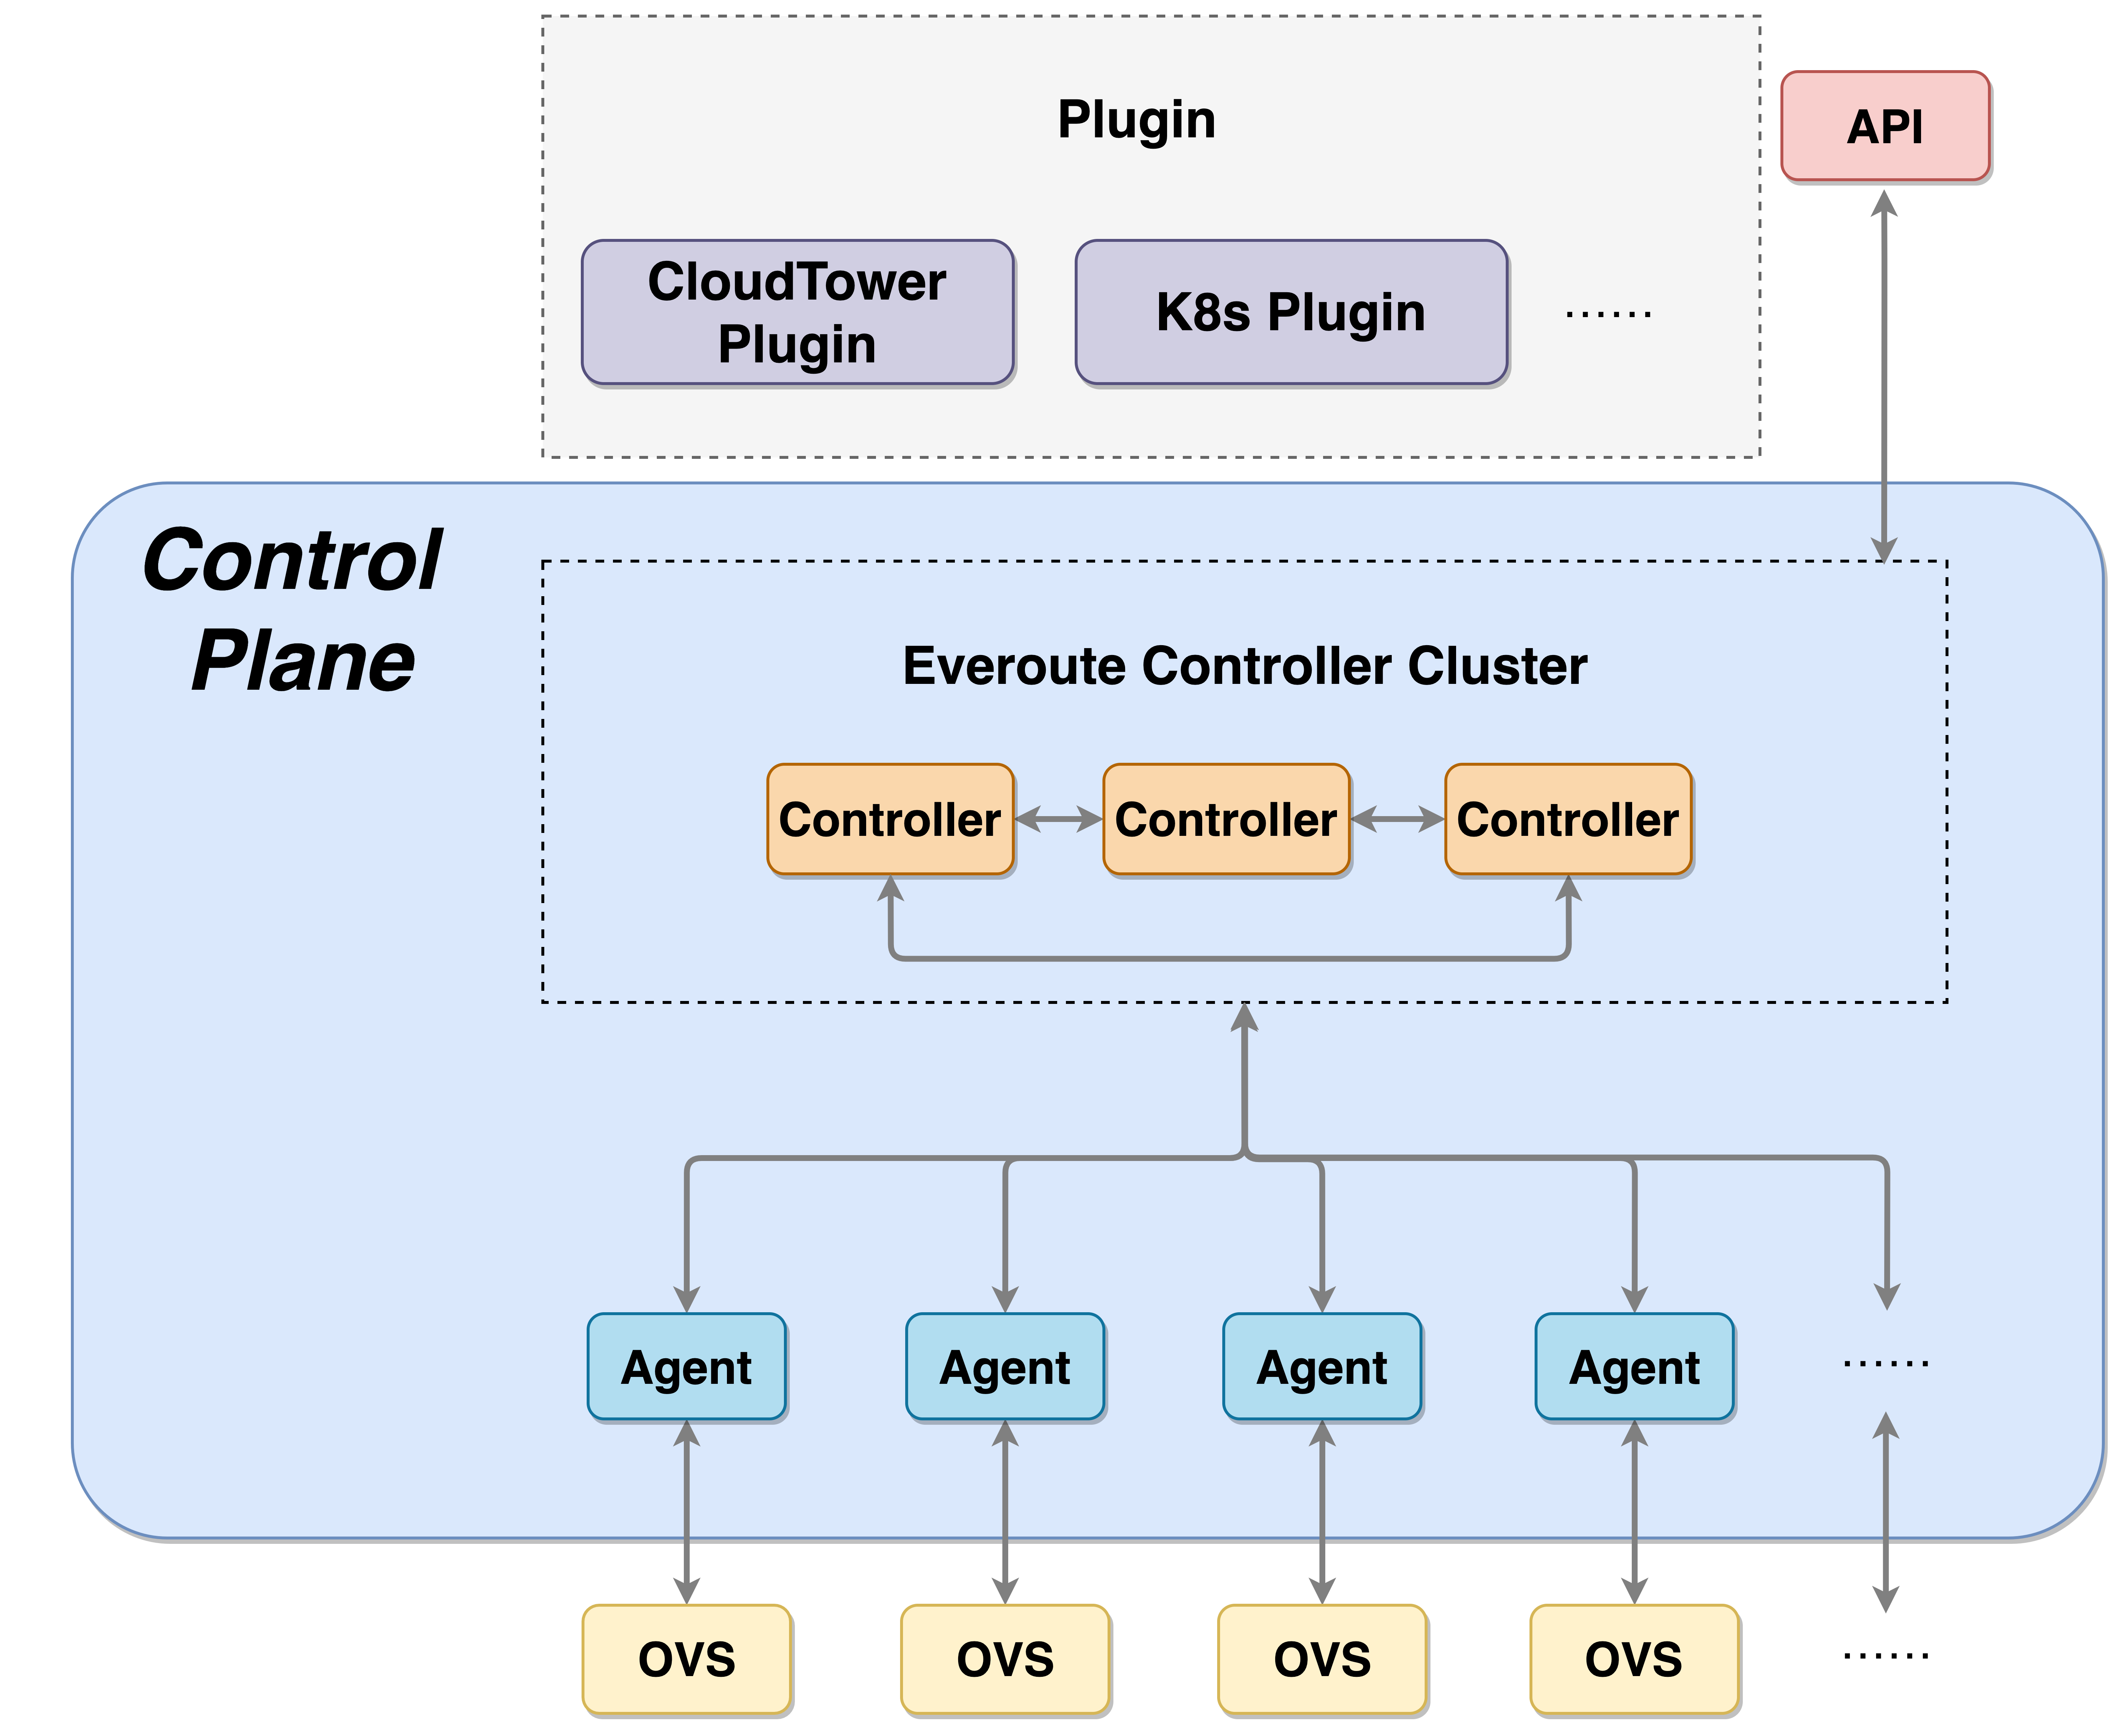 Plugin
API
CloudTower
Plugin
K8s Plugin
······
Control
Plane
Everoute Controller Cluster
Controller
Controller
Controller
Agent
Agent
Agent
Agent
······
OVS
OVS
OVS
OVS
······